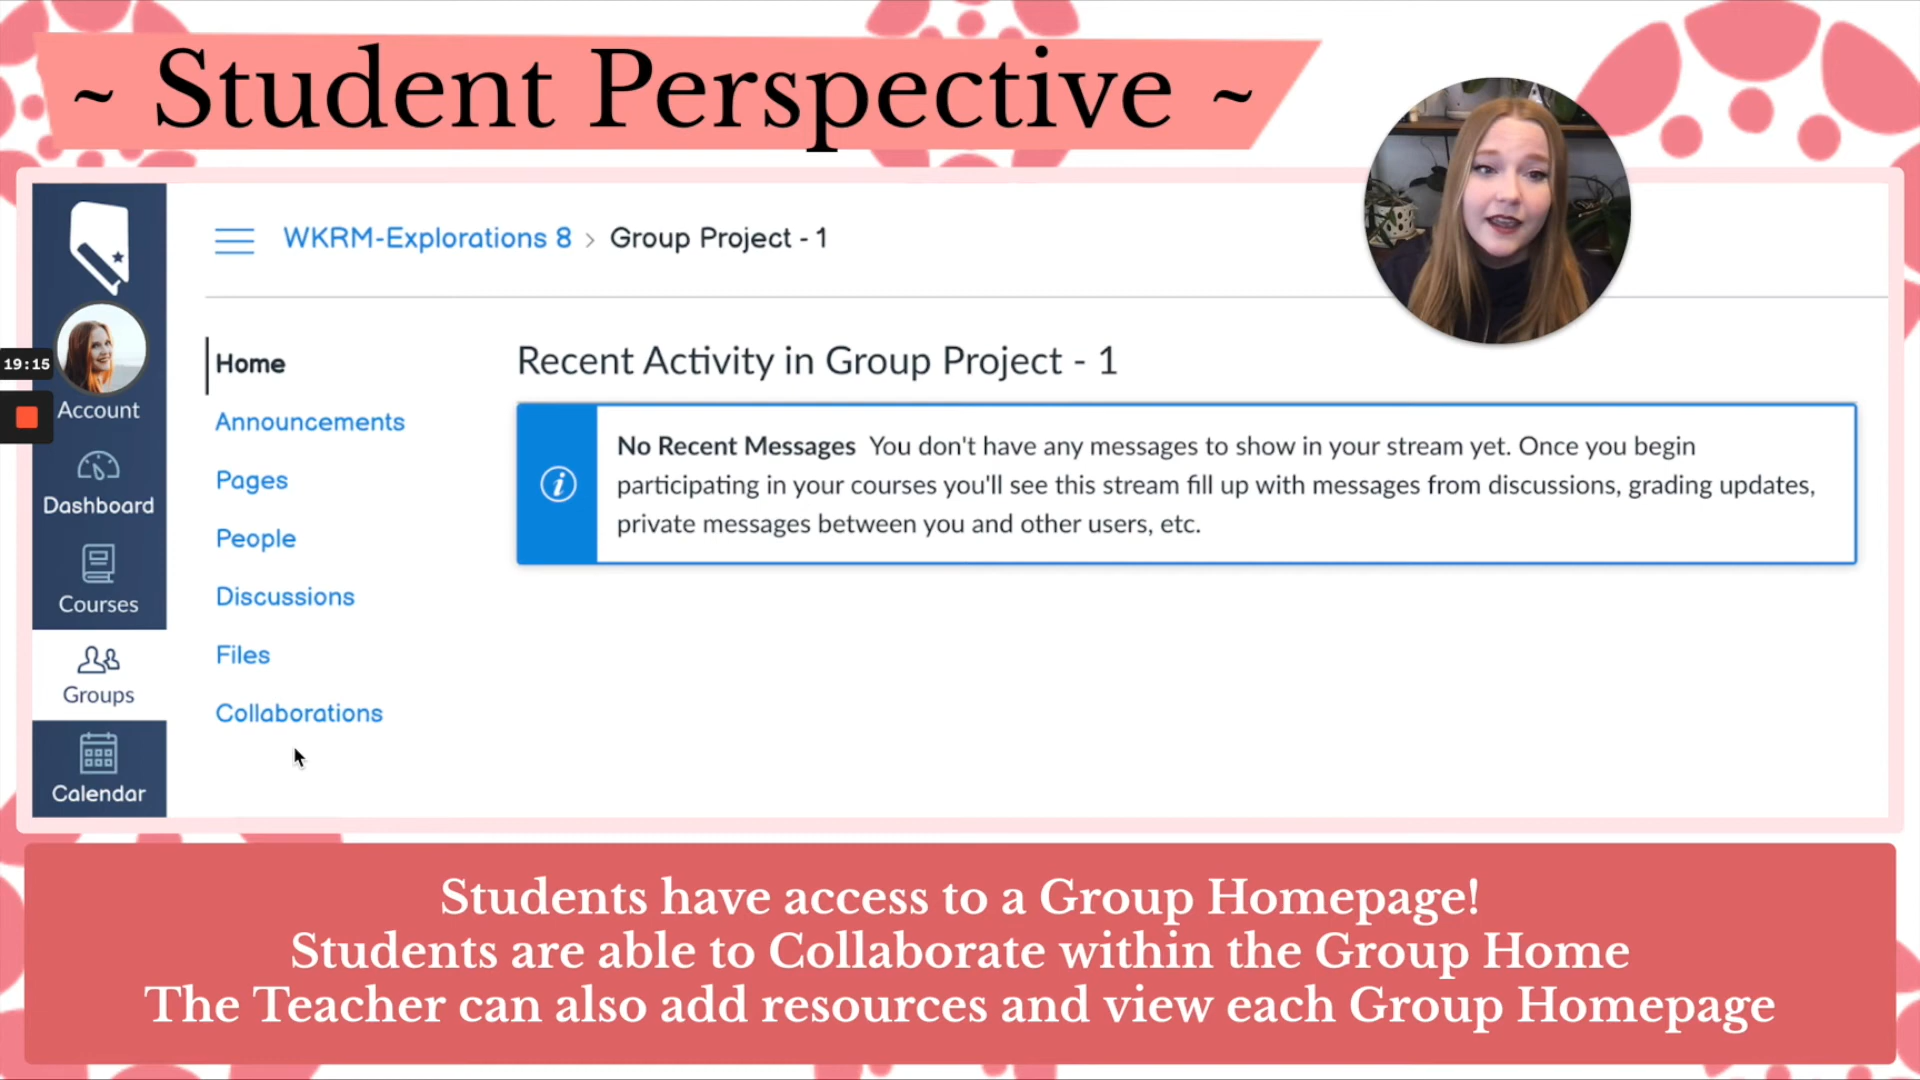 ~ Student Perspective ~
WKRM-Explorations 8 > Group Project - 1
19:15
Account
Dashboard
Courses
Groups
Calendar
Home
Announcements
Pages
People
Discussions
Files
Collaborations
Recent Activity in Group Project - 1
No Recent Messages You don't have any messages to show in your stream yet. Once you begin
participating in your courses you'll see this stream fill up with messages from discussions, grading updates,
private messages between you and other users, etc.
Students have access to a Group Homepage!
Students are able to Collaborate within the Group Home
The Teacher can also add resources and view each Group Homepage